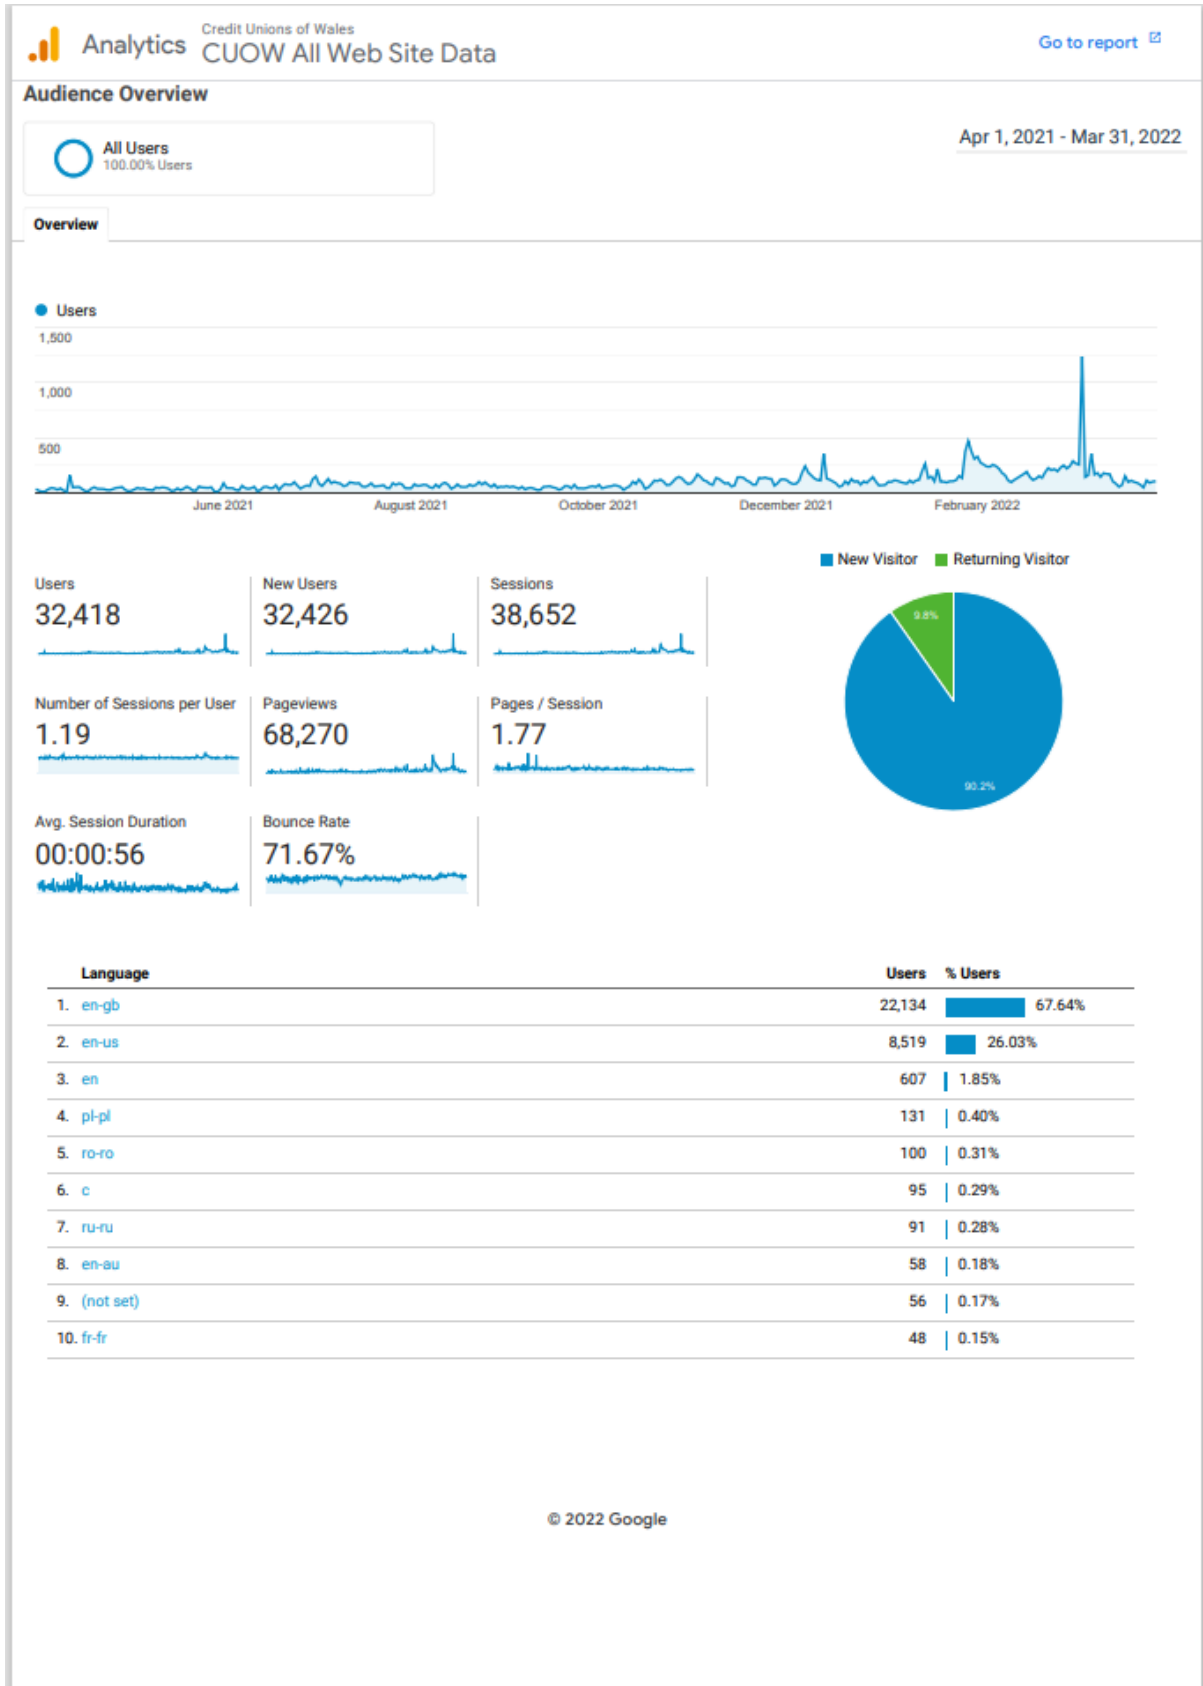 Analytics
Credit Unions of Wales
CUOW All Web Site Data
Go to report
Audience Overview
All Users
100.00% Users
Apr 1, 2021 - Mar 31, 2022
Overview
Users
1,500
1,000
500
June 2021 August 2021 October 2021 December 2021 February 2022
New Visitor Returning Visitor
Users New Users Sessions
32,418 32,426 38,652
9.8%
Number of Sessions per User Pageviews Pages / Session
1.19 68,270 1.77
90.2%
Avg. Session Duration Bounce Rate
00:00:56 71.67%
Language Users % Users
1. en-gb 22,134 67.64%
2. en-us 8,519 26.03%
3. en 607 1.85%
4. pl-pl 131 0.40%
5. ro-ro 100 0.31%
6. c 95 0.29%
7. ru-ru 91 0.28%
8. en-au 58 0.18%
9. (not set) 56 0.17%
10. fr-fr 48 0.15%
© 2022 Google